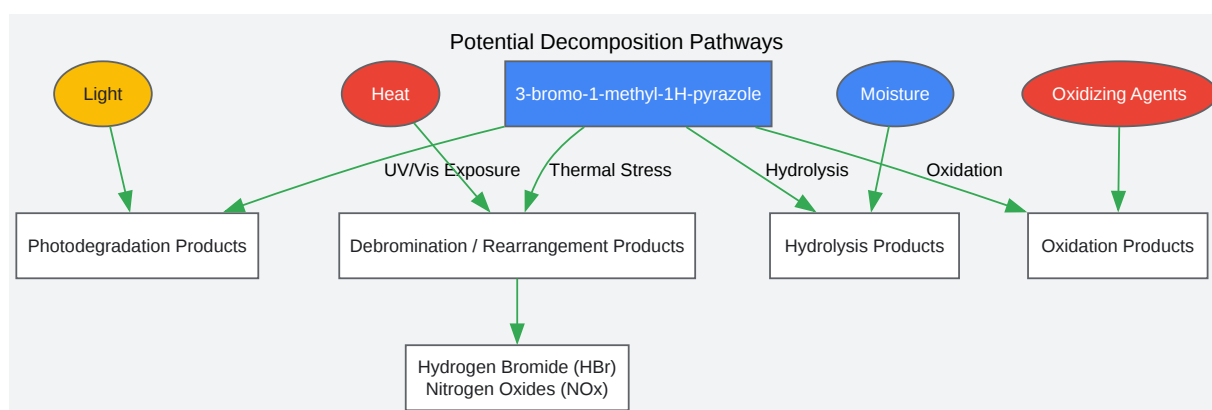 Potential Decomposition Pathways
Light
Heat
3-bromo-1-methyl-1H-pyrazole
Moisture
Oxidizing Agents
UV/Vis Exposure
Thermal Stress
Hydrolysis
Oxidation
Photodegradation Products
Debromination / Rearrangement Products
Hydrolysis Products
Oxidation Products
Hydrogen Bromide (HBr)
Nitrogen Oxides (NOx)